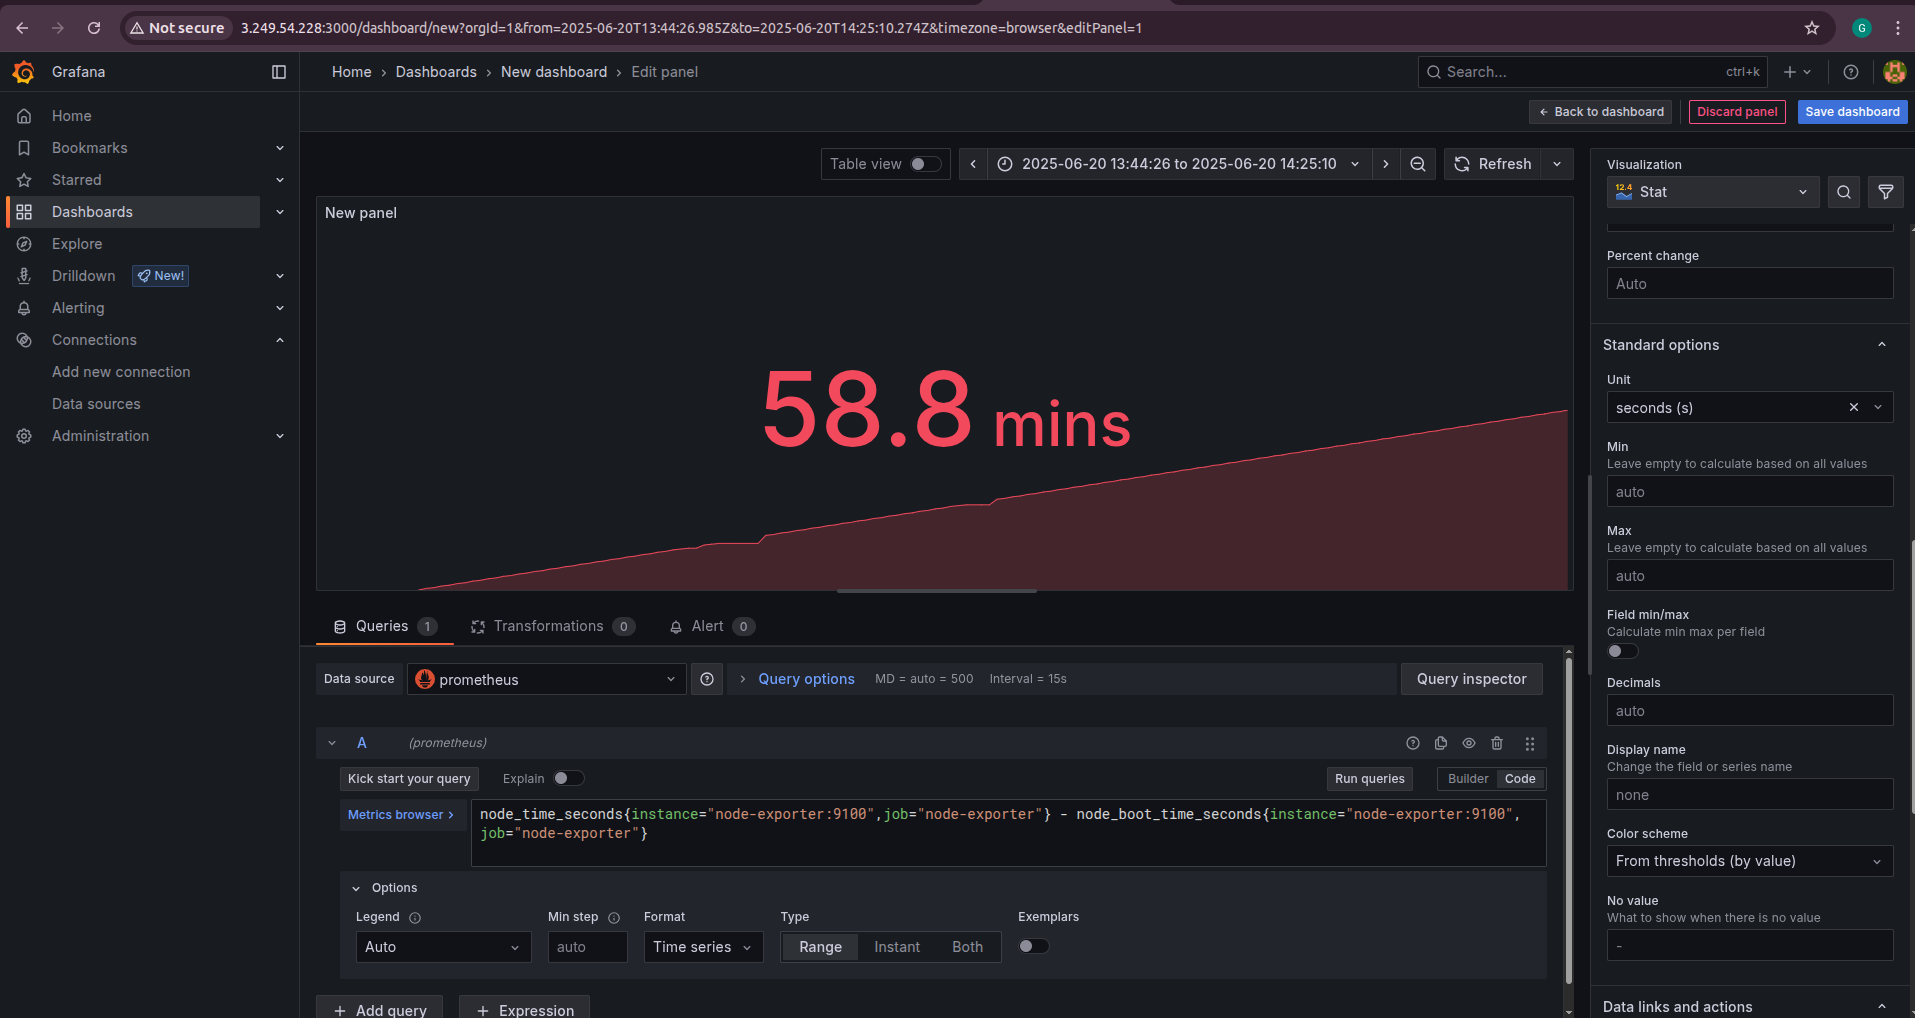 Not secure 3.249.54.228:3000/dashboard/new?orgId=1&from=2025-06-20T13:44:26.985Z&to=2025-06-20T14:25:10.274Z&timezone=browser&editPanel=1
G
Grafana
Home › Dashboards › New dashboard › Edit panel
Search... ctrl+k
Back to dashboard Discard panel Save dashboard
Home
Bookmarks
Starred
Dashboards
Explore
Drilldown New!
Alerting
Connections
Add new connection
Data sources
Administration
Table view 2025-06-20 13:44:26 to 2025-06-20 14:25:10 Refresh
New panel
58.8 mins
Queries 1 Transformations 0 Alert 0
Data source prometheus Query options MD = auto = 500 Interval = 15s Query inspector
A (prometheus)
Kick start your query Explain Run queries Builder Code
Metrics browser > node_time_seconds{instance="node-exporter:9100",job="node-exporter"} - node_boot_time_seconds{instance="node-exporter:9100",
job="node-exporter"}
Options
Legend Min step Format Type Exemplars
Auto auto Time series Range Instant Both
+ Add query + Expression
Visualization
12.4 Stat
Percent change
Auto
Standard options
Unit
seconds (s)
Min
Leave empty to calculate based on all values
auto
Max
Leave empty to calculate based on all values
auto
Field min/max
Calculate min max per field
Decimals
auto
Display name
Change the field or series name
none
Color scheme
From thresholds (by value)
No value
What to show when there is no value
-
Data links and actions